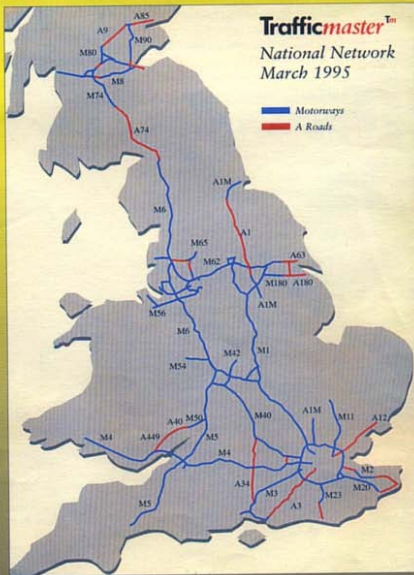 Trafficmaster™
National Network
March 1995
Motorways
A Roads
A85
A9
M90
M80
M8
M74
A74
A1M
M6
A1
M65
M62
A63
M180
A180
A1M
M56
M6
M54
M42
M1
M50
A40
A449
M4
M5
M40
A1M
M11
A12
M4
M2
M20
A34
M3
A3
M23
M5